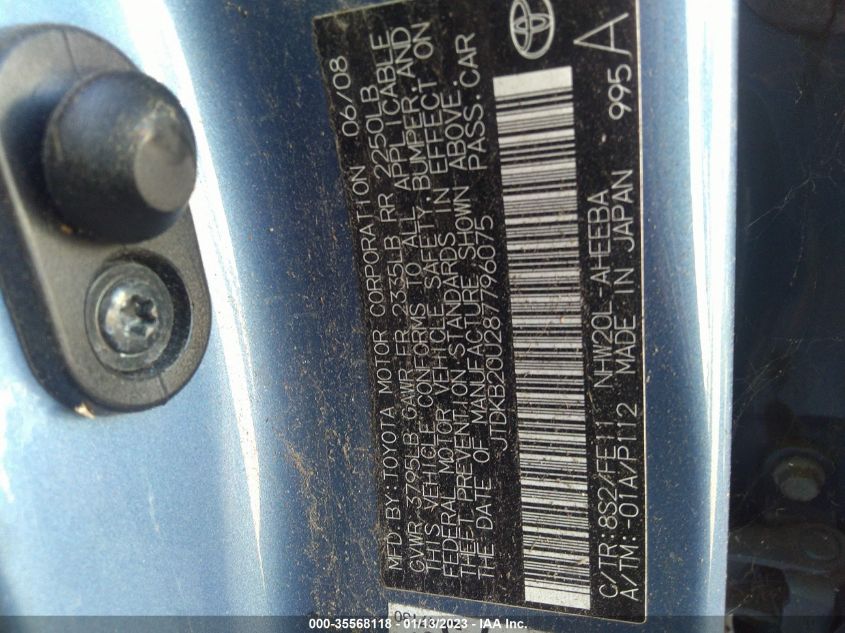 MFD. BY: TOYOTA MOTOR CORPORATION 06/08
GVWR 3795LB GAWR FR 2335LB RR 2250LB
THIS VEHICLE CONFORMS TO ALL APPLICABLE
FEDERAL MOTOR VEHICLE SAFETY, BUMPER, AND
THEFT PREVENTION STANDARDS IN EFFECT ON
THE DATE OF MANUFACTURE SHOWN ABOVE.
JTDKB20U287796075 PASS. CAR
C/TR: 8S2/FE11 NHW20L AHEEBA
A/TM: -01A/P112 MADE IN JAPAN 995 A
000-35568118 - 01/13/2023 - IAA Inc.